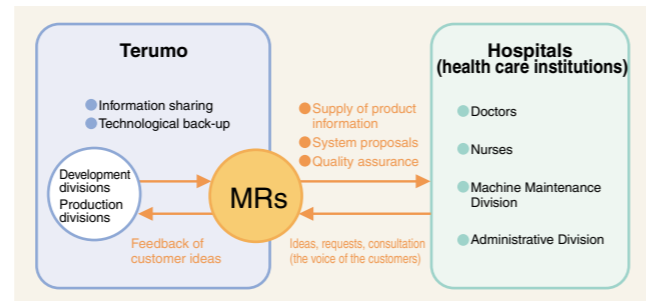 Terumo
Information sharing
Technological back-up
Development
divisions
Production
divisions
Feedback of
customer ideas
MRs
Supply of product
information
System proposals
Quality assurance
Ideas, requests, consultation
(the voice of the customers)
Hospitals
(health care institutions)
Doctors
Nurses
Machine Maintenance
Division
Administrative Division